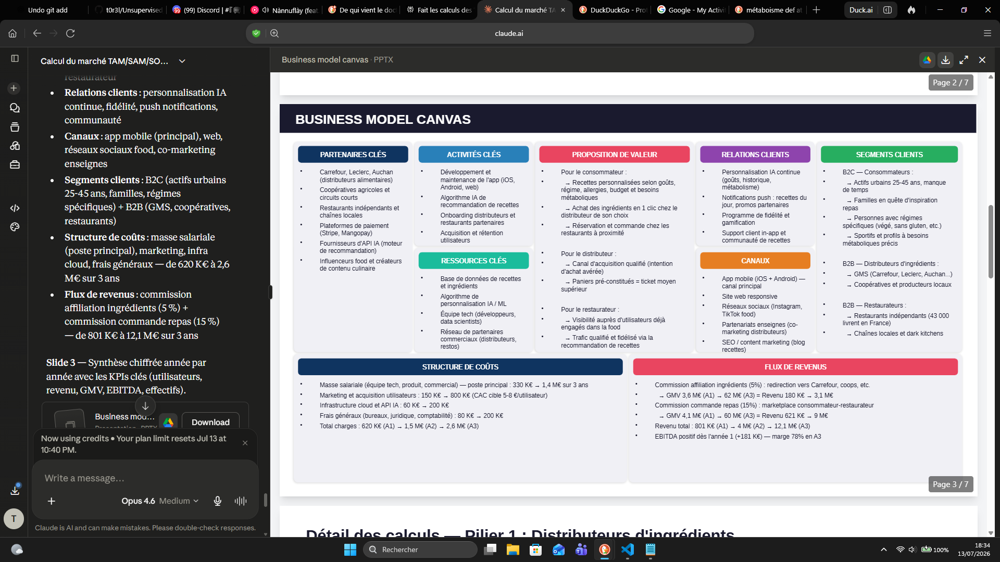 Undo git add
t0r3l/Unsupervised
(99) Discord | #
Nànnuflày (feat
De qui vient le doc
Fait les calculs des
Calcul du marché TA
DuckDuckGo - Prot
Google - My Activi
métaboisme def at
Duck.ai
claude.ai
Calcul du marché TAM/SAM/SO...
restaurateur
• Relations clients : personnalisation IA
continue, fidélité, push notifications,
communauté
• Canaux : app mobile (principal), web,
réseaux sociaux food, co-marketing
enseignes
• Segments clients : B2C (actifs urbains
25-45 ans, familles, régimes
spécifiques) + B2B (GMS, coopératives,
restaurants)
• Structure de coûts : masse salariale
(poste principal), marketing, infra
cloud, frais généraux — de 620 K€ à 2,6
M€ sur 3 ans
• Flux de revenus : commission
affiliation ingrédients (5 %) +
commission commande repas (15 %)
— de 801 K€ à 12,1 M€ sur 3 ans
Slide 3 — Synthèse chiffrée année par
année avec les KPIs clés (utilisateurs,
revenu, GMV, EBITDA, effectifs).
Business mod...
Presentation · PPTX
Download
Now using credits • Your plan limit resets Jul 13 at
10:40 PM.
Write a message...
Opus 4.6 Medium
T
Claude is AI and can make mistakes. Please double-check responses.
Business model canvas · PPTX
Page 2 / 7
BUSINESS MODEL CANVAS
PARTENAIRES CLÉS
• Carrefour, Leclerc, Auchan
(distributeurs alimentaires)
• Coopératives agricoles et
circuits courts
• Restaurants indépendants et
chaînes locales
• Plateformes de paiement
(Stripe, Mangopay)
• Fournisseurs d'API IA (moteur
de recommandation)
• Influenceurs food et créateurs
de contenu culinaire
ACTIVITÉS CLÉS
• Développement et
maintenance de l'app (iOS,
Android, web)
• Algorithme IA de
recommandation de recettes
• Onboarding distributeurs et
restaurants partenaires
• Acquisition et rétention
utilisateurs
RESSOURCES CLÉS
• Base de données de recettes
et ingrédients
• Algorithme de
personnalisation IA / ML
• Équipe tech (développeurs,
data scientists)
• Réseau de partenaires
commerciaux (distributeurs,
restos)
PROPOSITION DE VALEUR
• Pour le consommateur :
• → Recettes personnalisées selon goûts,
régime, allergies, budget et besoins
métaboliques
• → Achat des ingrédients en 1 clic chez le
distributeur de son choix
• → Réservation et commande chez les
restaurants à proximité
• Pour le distributeur :
• → Canal d'acquisition qualifié (intention
d'achat avérée)
• → Paniers pré-constitués = ticket moyen
supérieur
• Pour le restaurateur :
• → Visibilité auprès d'utilisateurs déjà
engagés dans la food
• → Trafic qualifié et fidélisé via la
recommandation de recettes
RELATIONS CLIENTS
• Personnalisation IA continue
(goûts, historique,
métabolisme)
• Notifications push : recettes du
jour, promos partenaires
• Programme de fidélité et
gamification
• Support client in-app et
communauté de recettes
CANAUX
• App mobile (iOS + Android) —
canal principal
• Site web responsive
• Réseaux sociaux (Instagram,
TikTok food)
• Partenariats enseignes (co-
marketing distributeurs)
• SEO / content marketing (blog
recettes)
SEGMENTS CLIENTS
• B2C — Consommateurs :
• → Actifs urbains 25-45 ans, manque
de temps
• → Familles en quête d'inspiration
repas
• → Personnes avec régimes
spécifiques (végé, sans gluten, etc.)
• → Sportifs et profils à besoins
métaboliques précis
• B2B — Distributeurs d'ingrédients :
• → GMS (Carrefour, Leclerc, Auchan...)
• → Coopératives et producteurs locaux
• B2B — Restaurateurs :
• → Restaurants indépendants (43 000
livrent en France)
• → Chaînes locales et dark kitchens
STRUCTURE DE COÛTS
• Masse salariale (équipe tech, produit, commercial) — poste principal : 330 K€ → 1,4 M€ sur 3 ans
• Marketing et acquisition utilisateurs : 150 K€ → 800 K€ (CAC cible 5-8 €/utilisateur)
• Infrastructure cloud et API IA : 60 K€ → 200 K€
• Frais généraux (bureaux, juridique, comptabilité) : 80 K€ → 200 K€
• Total charges : 620 K€ (A1) → 1,5 M€ (A2) → 2,6 M€ (A3)
FLUX DE REVENUS
• Commission affiliation ingrédients (5%) : redirection vers Carrefour, coops, etc.
• → GMV 3,6 M€ (A1) → 62 M€ (A3) = Revenu 180 K€ → 3,1 M€
• Commission commande repas (15%) : marketplace consommateur-restaurateur
• → GMV 4,1 M€ (A1) → 60 M€ (A3) = Revenu 621 K€ → 9 M€
• Revenu total : 801 K€ (A1) → 4 M€ (A2) → 12,1 M€ (A3)
• EBITDA positif dès l'année 1 (+181 K€) — marge 78% en A3
Page 3 / 7
Détail des calculs — Pilier 1 : Distributeurs d'ingrédients
Rechercher
100%
18:34
13/07/2026